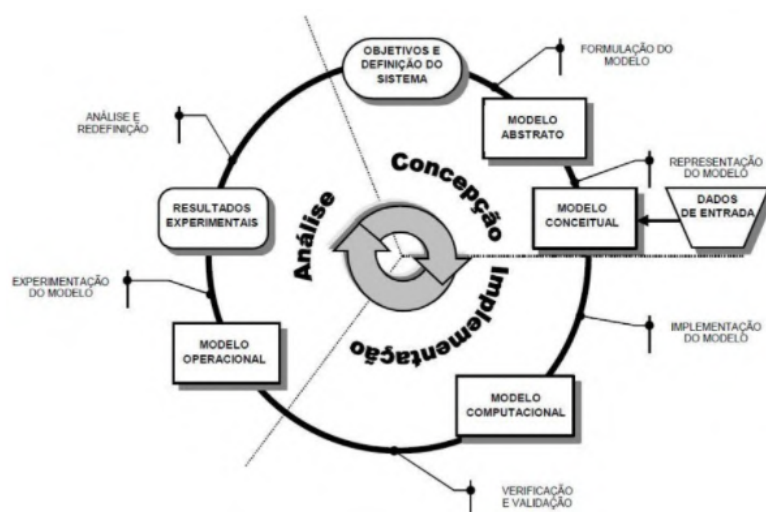 OBJETIVOS E
DEFINIÇÃO DO
SISTEMA
FORMULAÇÃO DO
MODELO
MODELO
ABSTRATO
REPRESENTAÇÃO
DO MODELO
MODELO
CONCEITUAL
DADOS
DE ENTRADA
IMPLEMENTAÇÃO
DO MODELO
MODELO
COMPUTACIONAL
VERIFICAÇÃO
E VALIDAÇÃO
MODELO
OPERACIONAL
EXPERIMENTAÇÃO
DO MODELO
RESULTADOS
EXPERIMENTAIS
ANÁLISE E
REDEFINIÇÃO
Concepção
Implementação
Análise